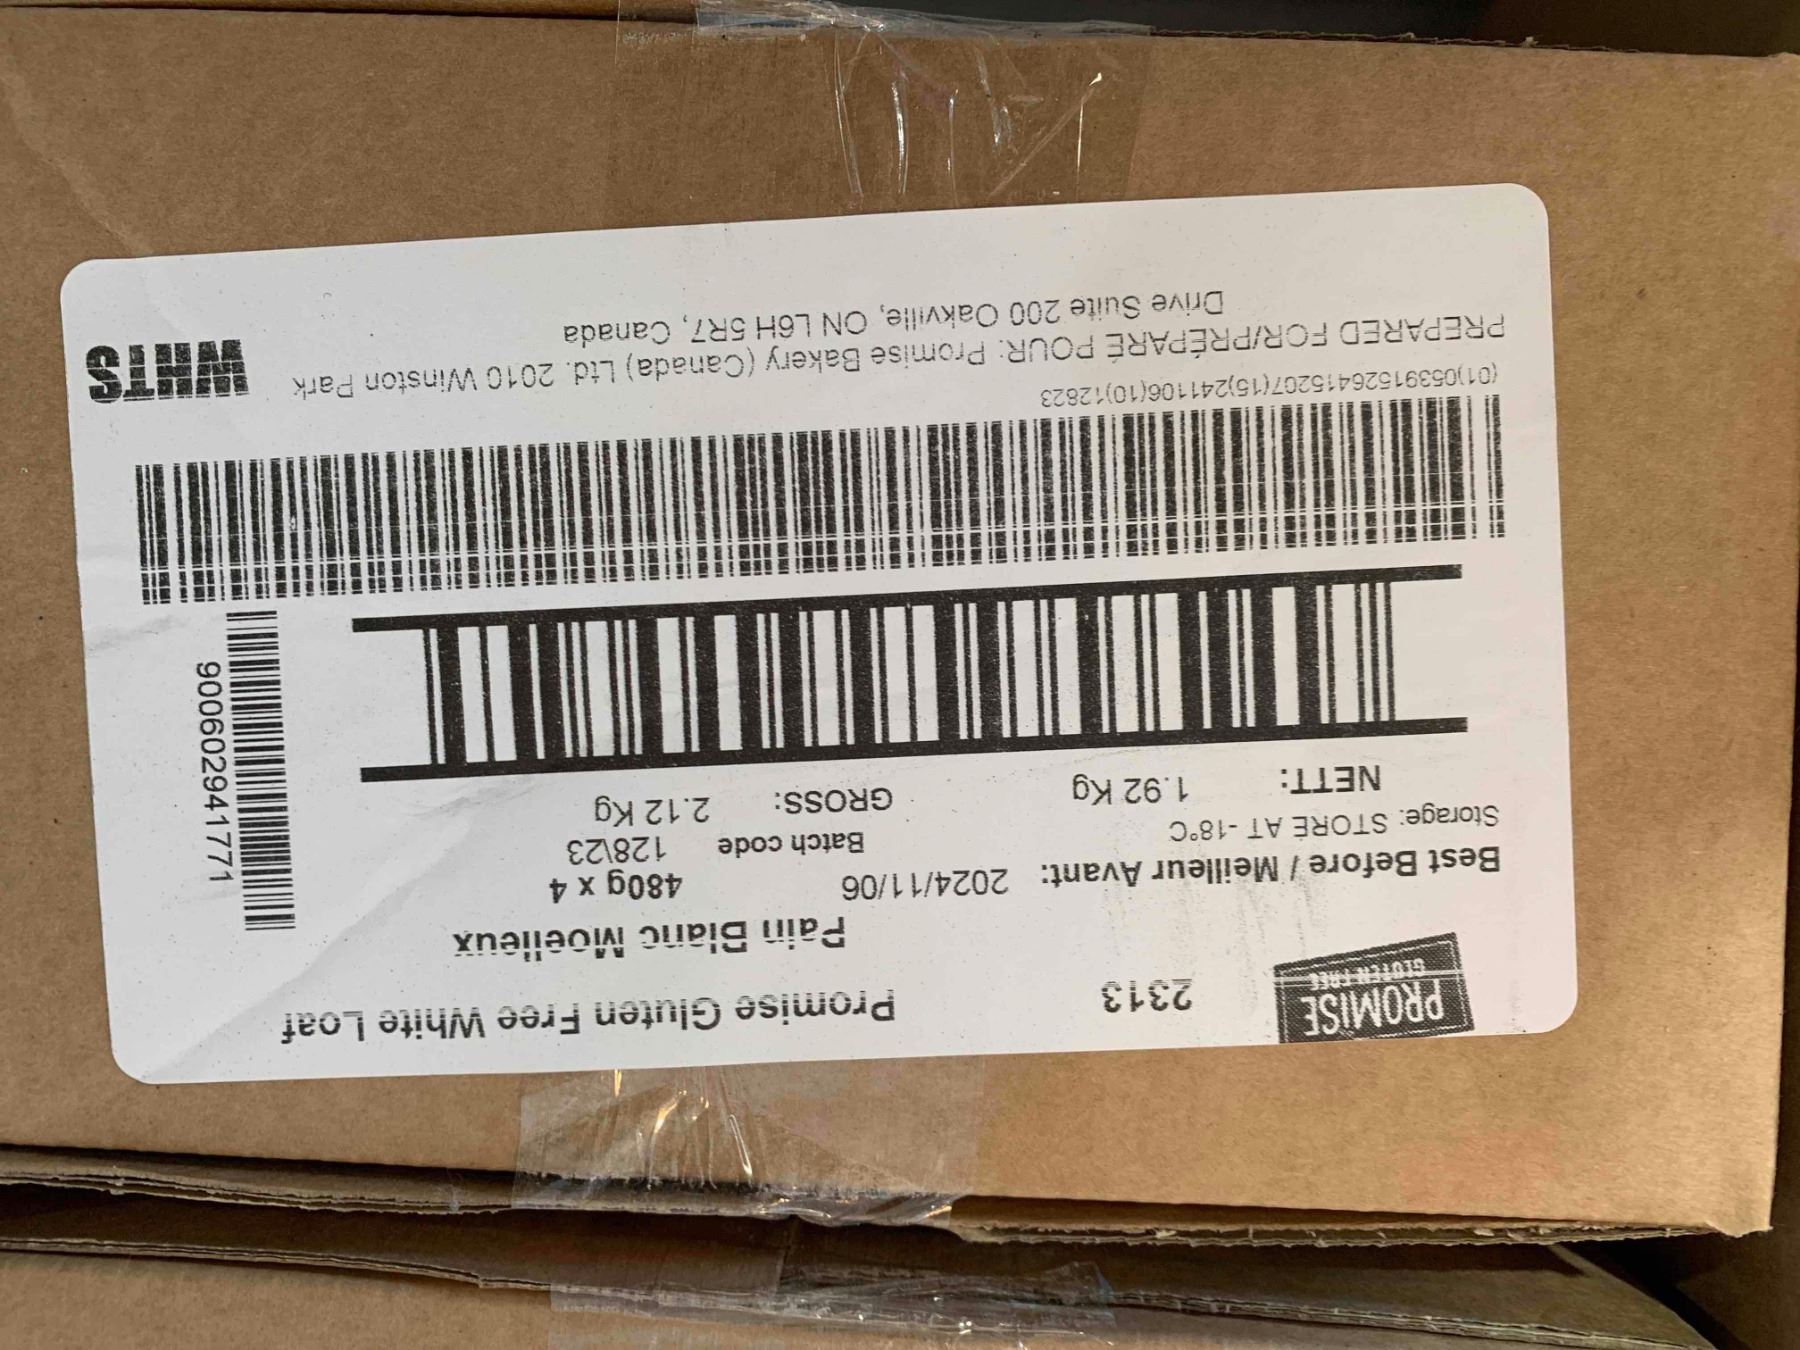 PROMISE
GLUTEN FREE
2313
Promise Gluten Free White Loaf
Pain Blanc Moelleux
Best Before / Meilleur Avant: 2024/11/06
480g x 4
Storage: STORE AT -18°C
Batch code 128\23
NETT: 1.92 Kg
GROSS: 2.12 Kg
900602941771
(01)05391526415207(15)241106(10)12823
PREPARED FOR/PRÉPARÉ POUR: Promise Bakery (Canada) Ltd. 2010 Winston Park
Drive Suite 200 Oakville, ON L6H 5R7, Canada
WHTS